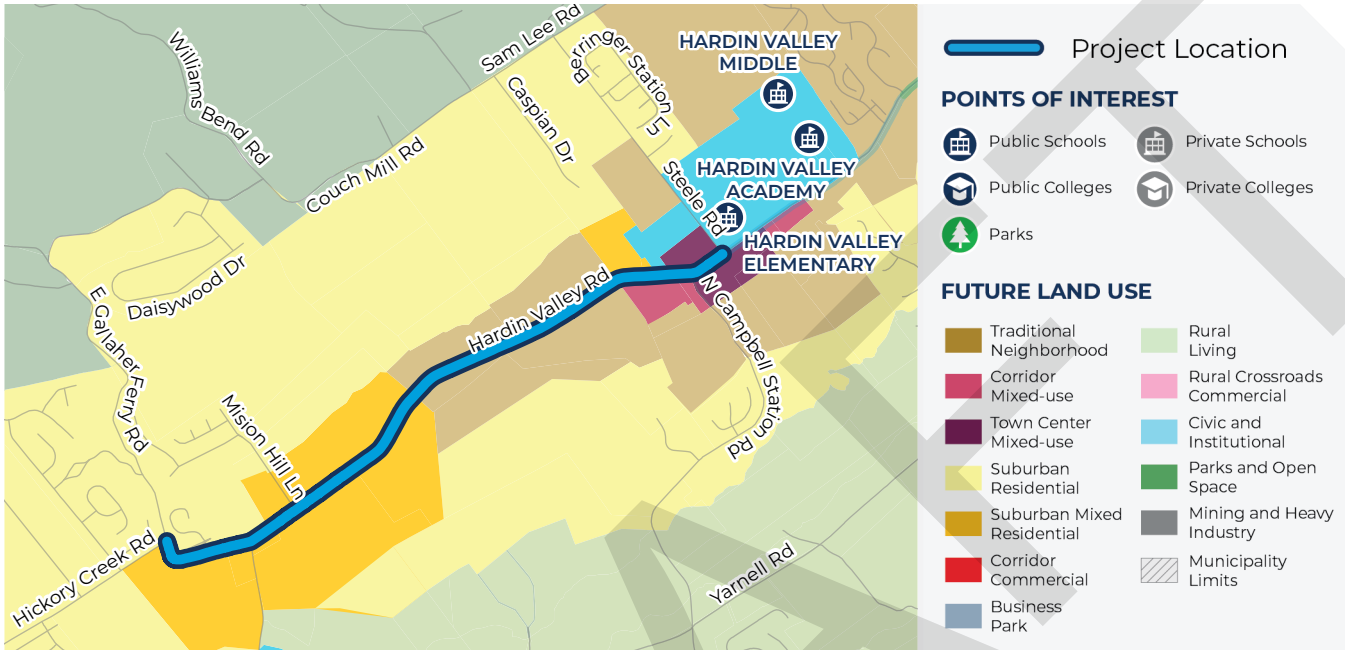 Williams Bend Rd
Sam Lee Rd
Berringer Station Ln
Caspian Dr
Couch Mill Rd
HARDIN VALLEY
MIDDLE
HARDIN VALLEY
ACADEMY
Steele Rd
HARDIN VALLEY
ELEMENTARY
Daisywood Dr
E Gallaher Ferry Rd
Hardin Valley Rd
N Campbell Station Rd
Mision Hill Ln
Hickory Creek Rd
Yarnell Rd
Project Location
POINTS OF INTEREST
Public Schools
Private Schools
Public Colleges
Private Colleges
Parks
FUTURE LAND USE
Traditional
Neighborhood
Corridor
Mixed-use
Town Center
Mixed-use
Suburban
Residential
Suburban Mixed
Residential
Corridor
Commercial
Business
Park
Rural
Living
Rural Crossroads
Commercial
Civic and
Institutional
Parks and Open
Space
Mining and Heavy
Industry
Municipality
Limits